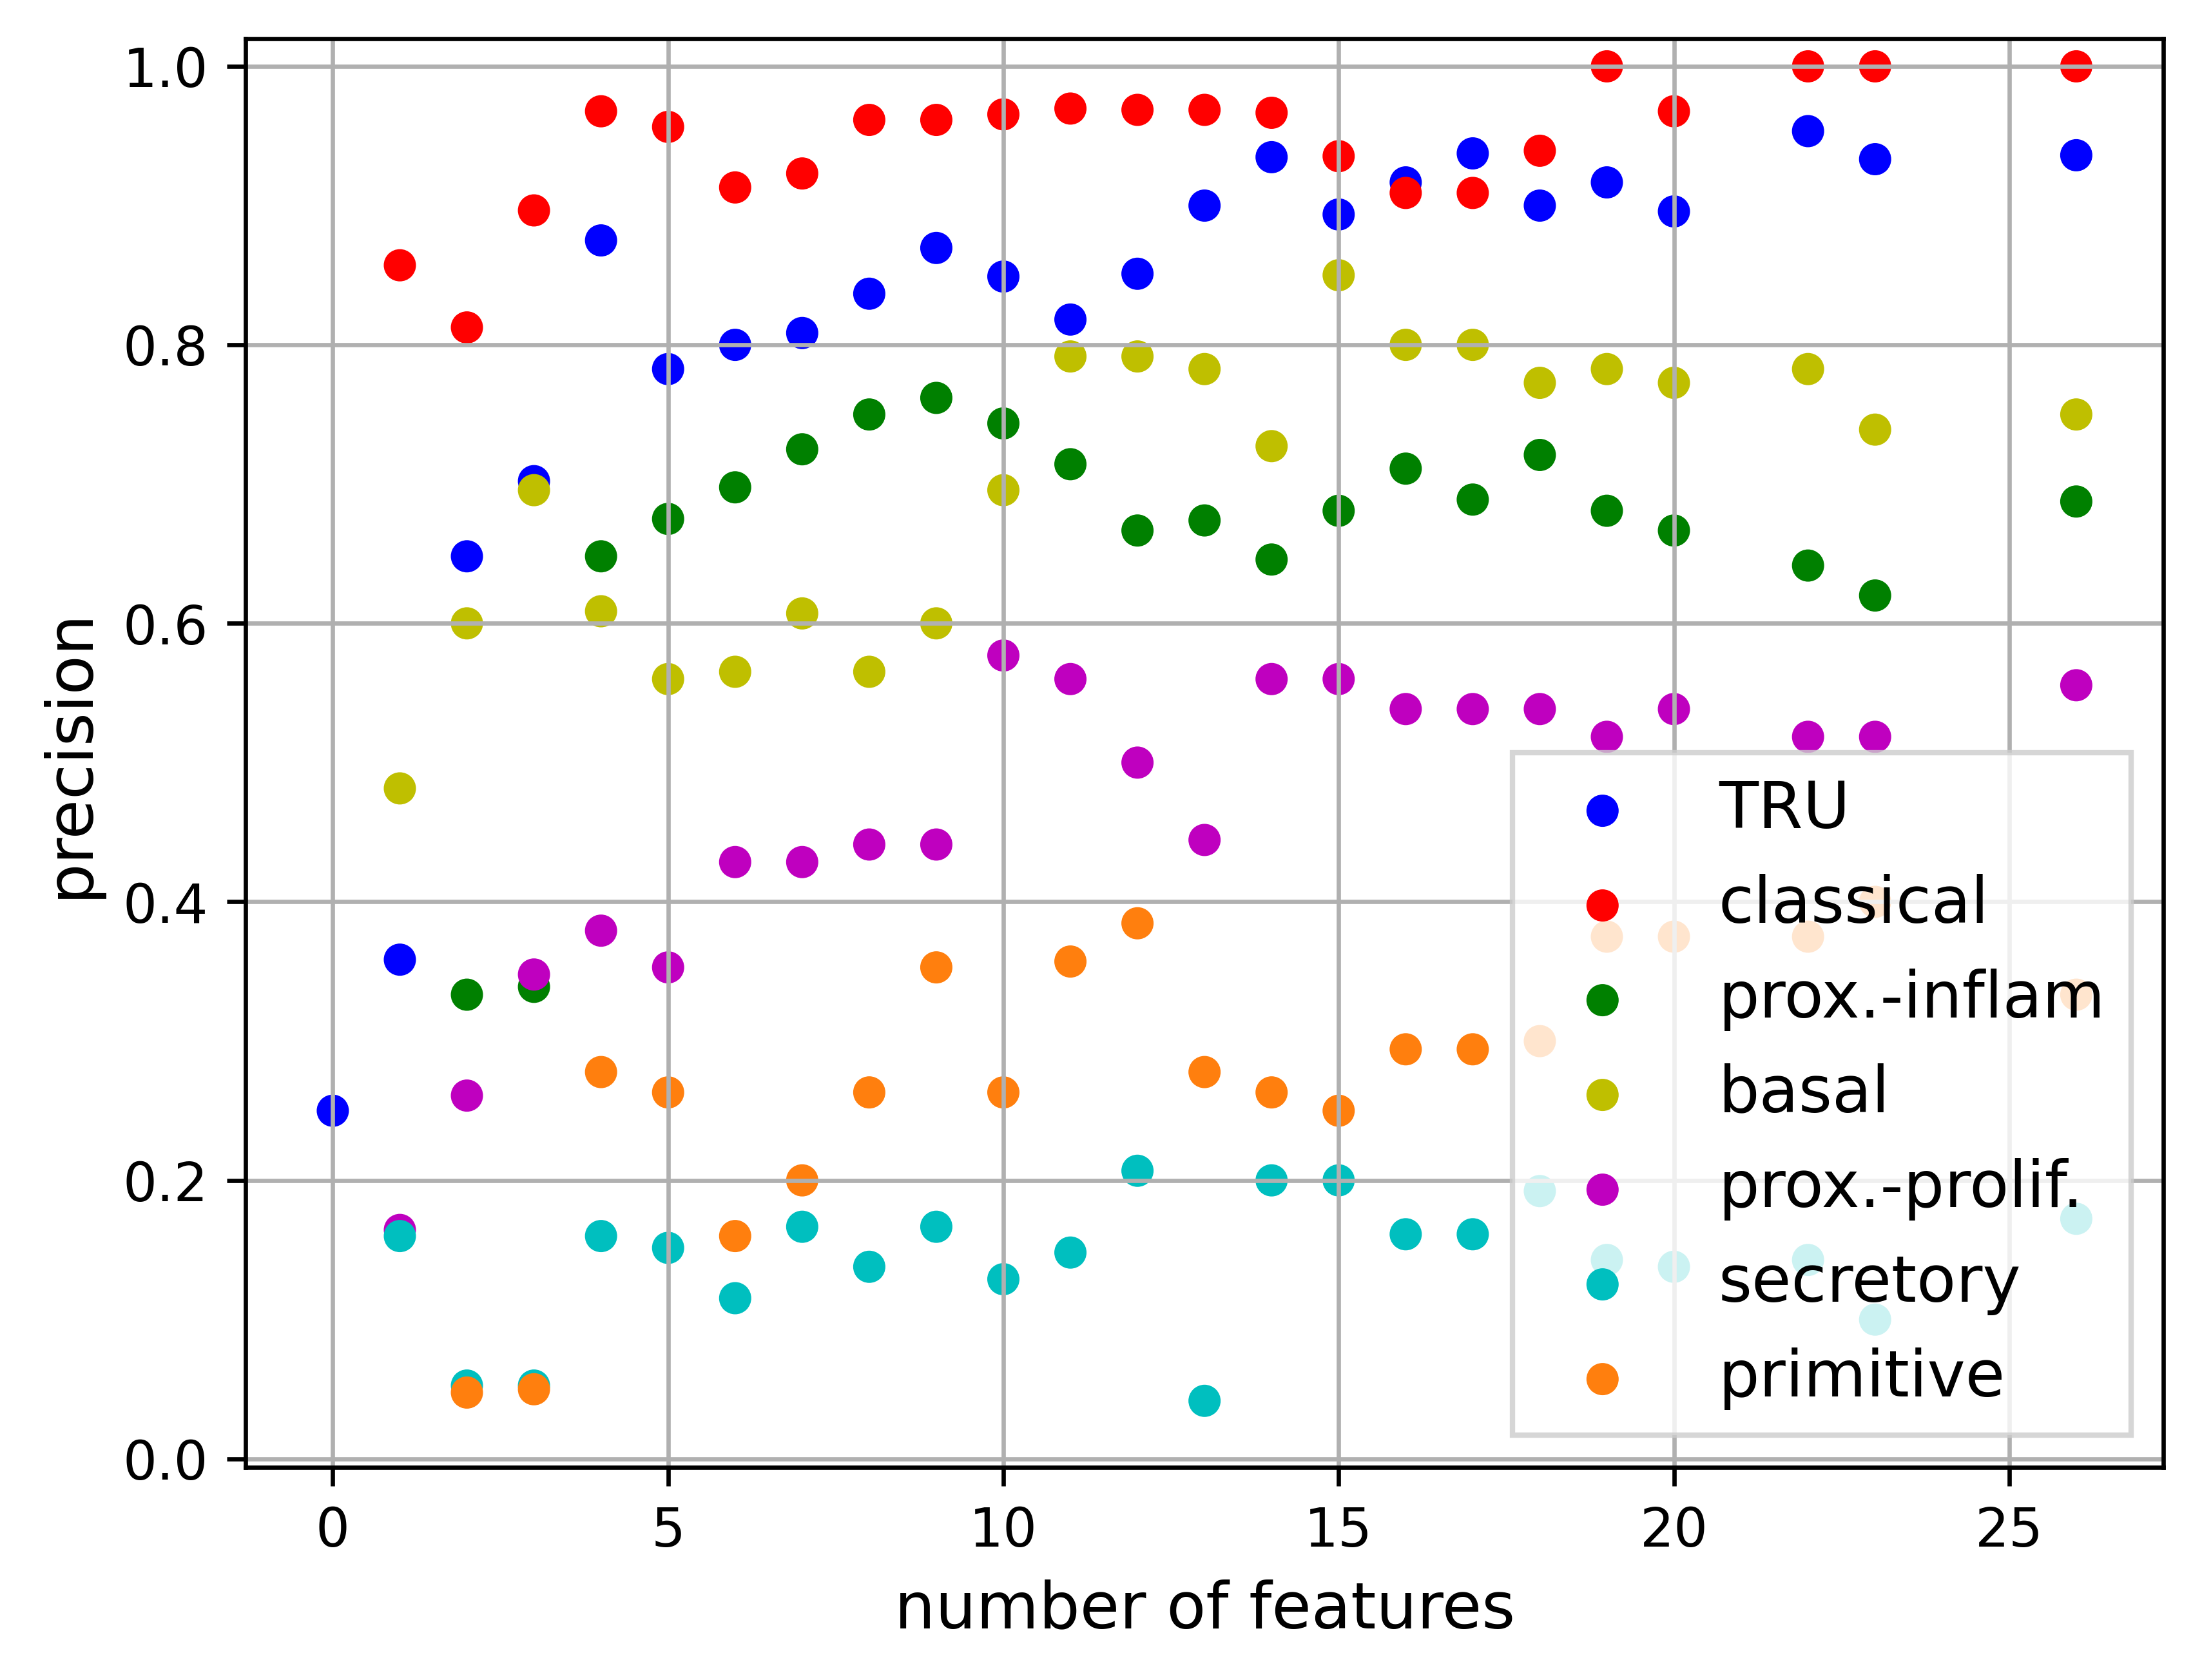 1.0
0.8
0.6
0.4
0.2
0.0
precision
0
5
10
15
20
25
number of features
TRU
classical
prox.-inflam
basal
prox.-prolif.
secretory
primitive